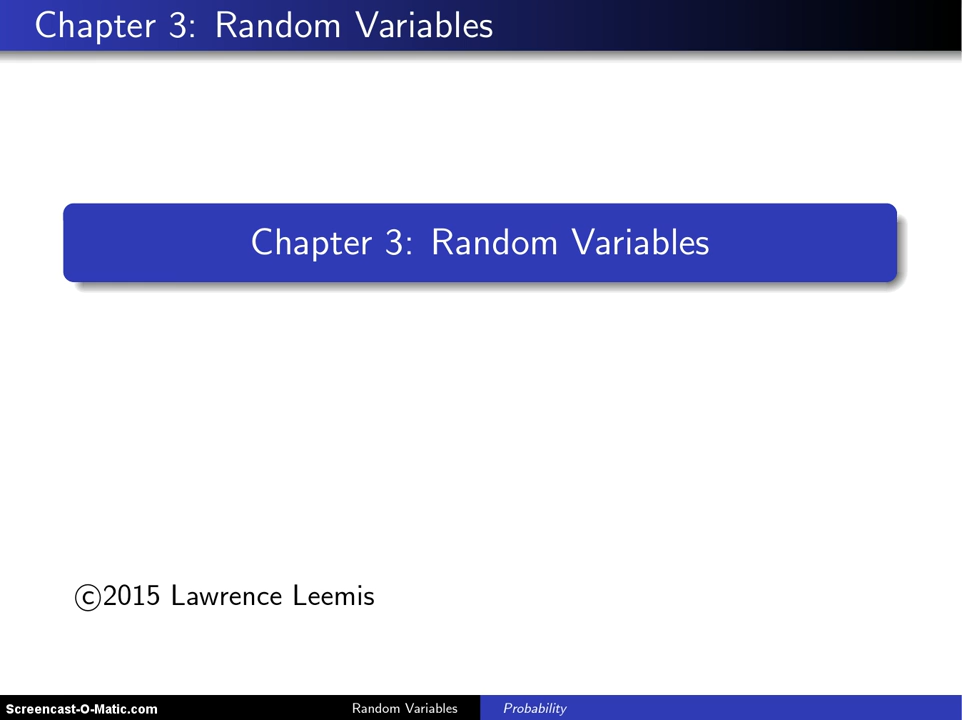 Chapter 3: Random Variables
Chapter 3: Random Variables
©2015 Lawrence Leemis
Screencast-O-Matic.com
Random Variables
Probability